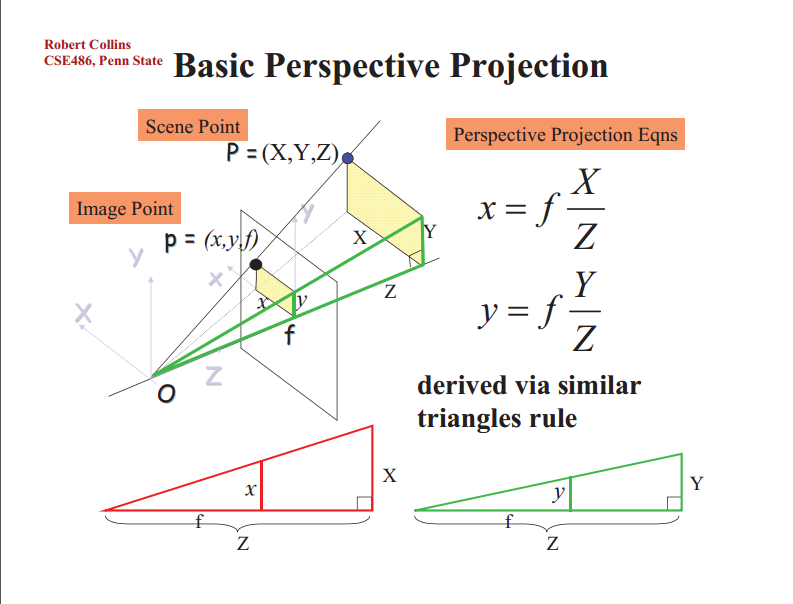 Robert Collins
CSE486, Penn State
Basic Perspective Projection
Scene Point
P = (X,Y,Z)
Perspective Projection Eqns
Image Point
p = (x,y,f)
x = f X/Z
y = f Y/Z
Y
X
y
x
X
Y
x
y
Z
f
Z
O
derived via similar
triangles rule
x
X
f
Z
y
Y
f
Z